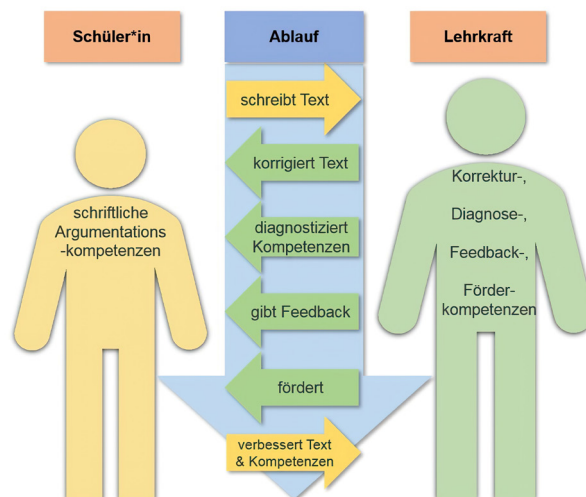 Schüler*in
Ablauf
Lehrkraft
schreibt Text
korrigiert Text
diagnostiziert
Kompetenzen
gibt Feedback
fördert
verbessert Text
& Kompetenzen
schriftliche
Argumentations
-kompetenzen
Korrektur-,
Diagnose-,
Feedback-,
Förder-
kompetenzen